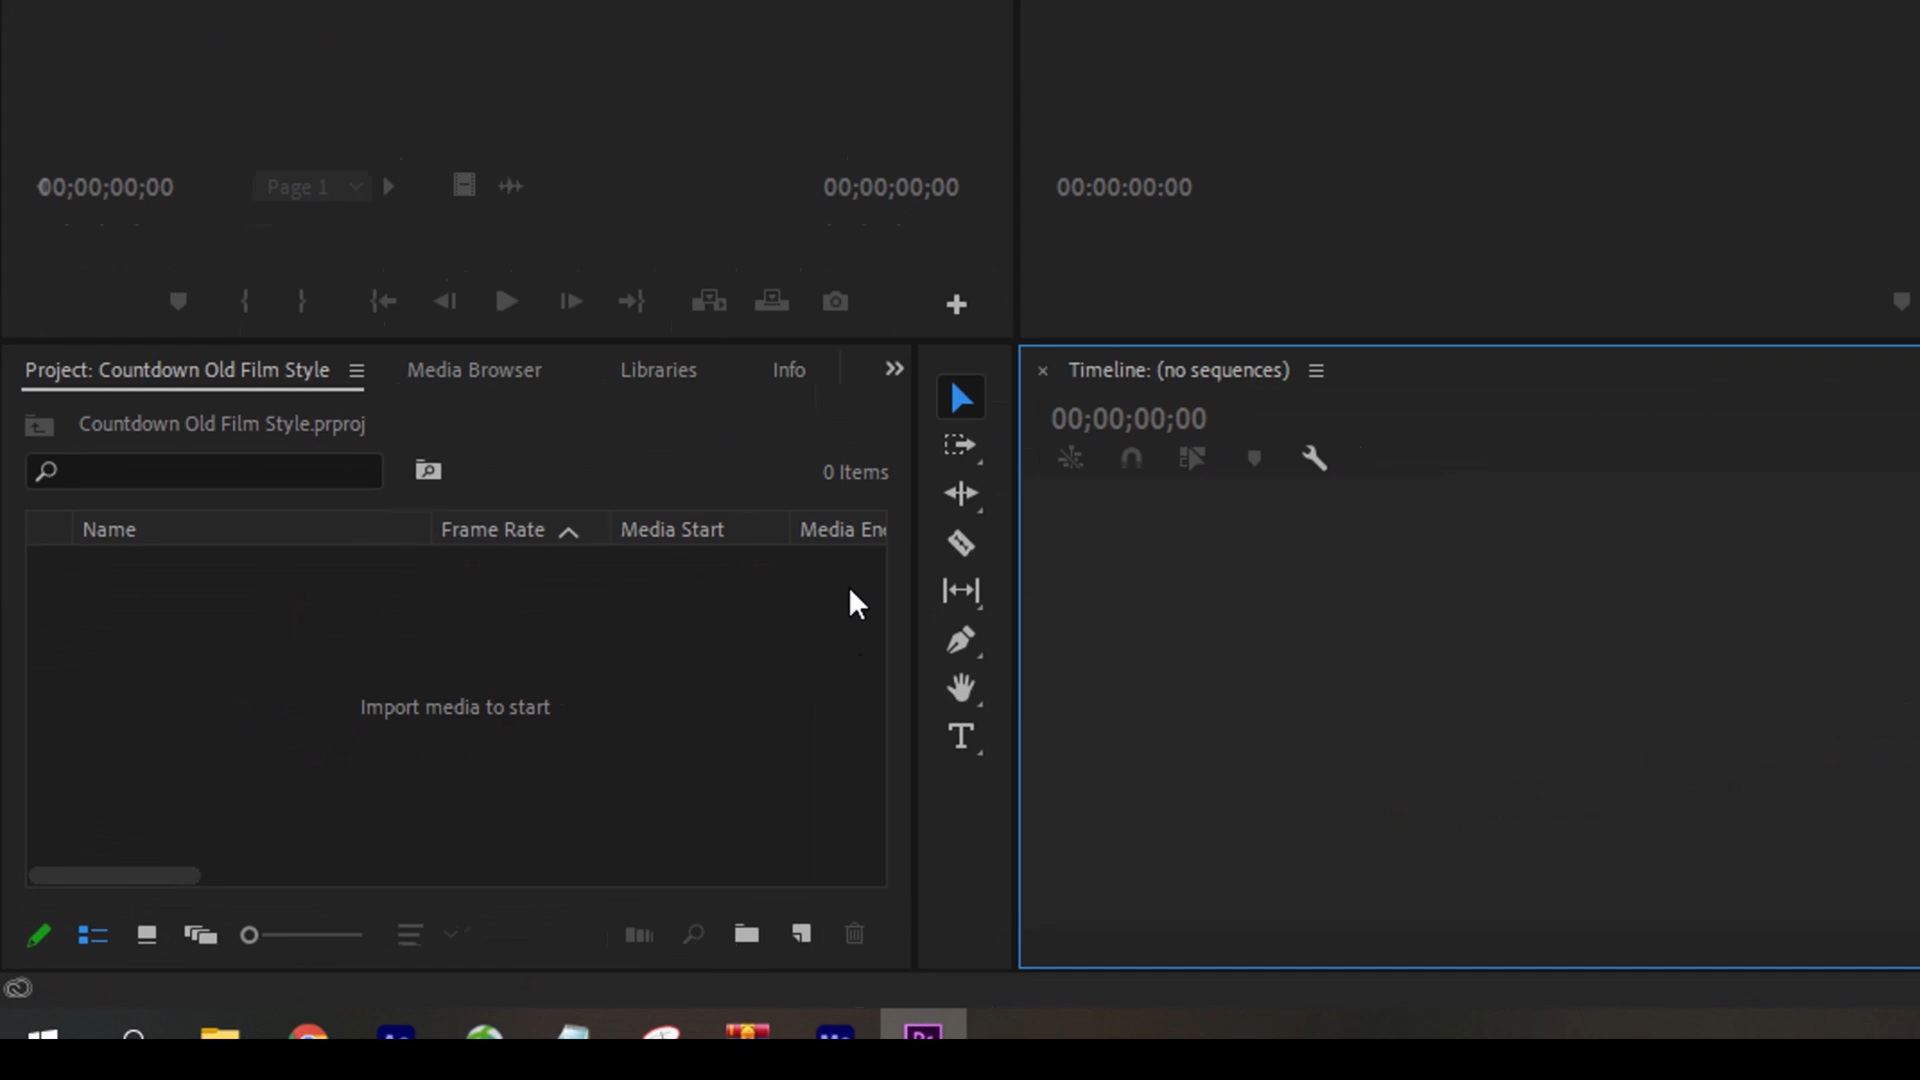 00;00;00;00
Page 1
00;00;00;00
00:00:00:00
Project: Countdown Old Film Style
Media Browser
Libraries
Info
Countdown Old Film Style.prproj
0 Items
Name
Frame Rate
Media Start
Media En
Import media to start
Timeline: (no sequences)
00;00;00;00
T
Pr